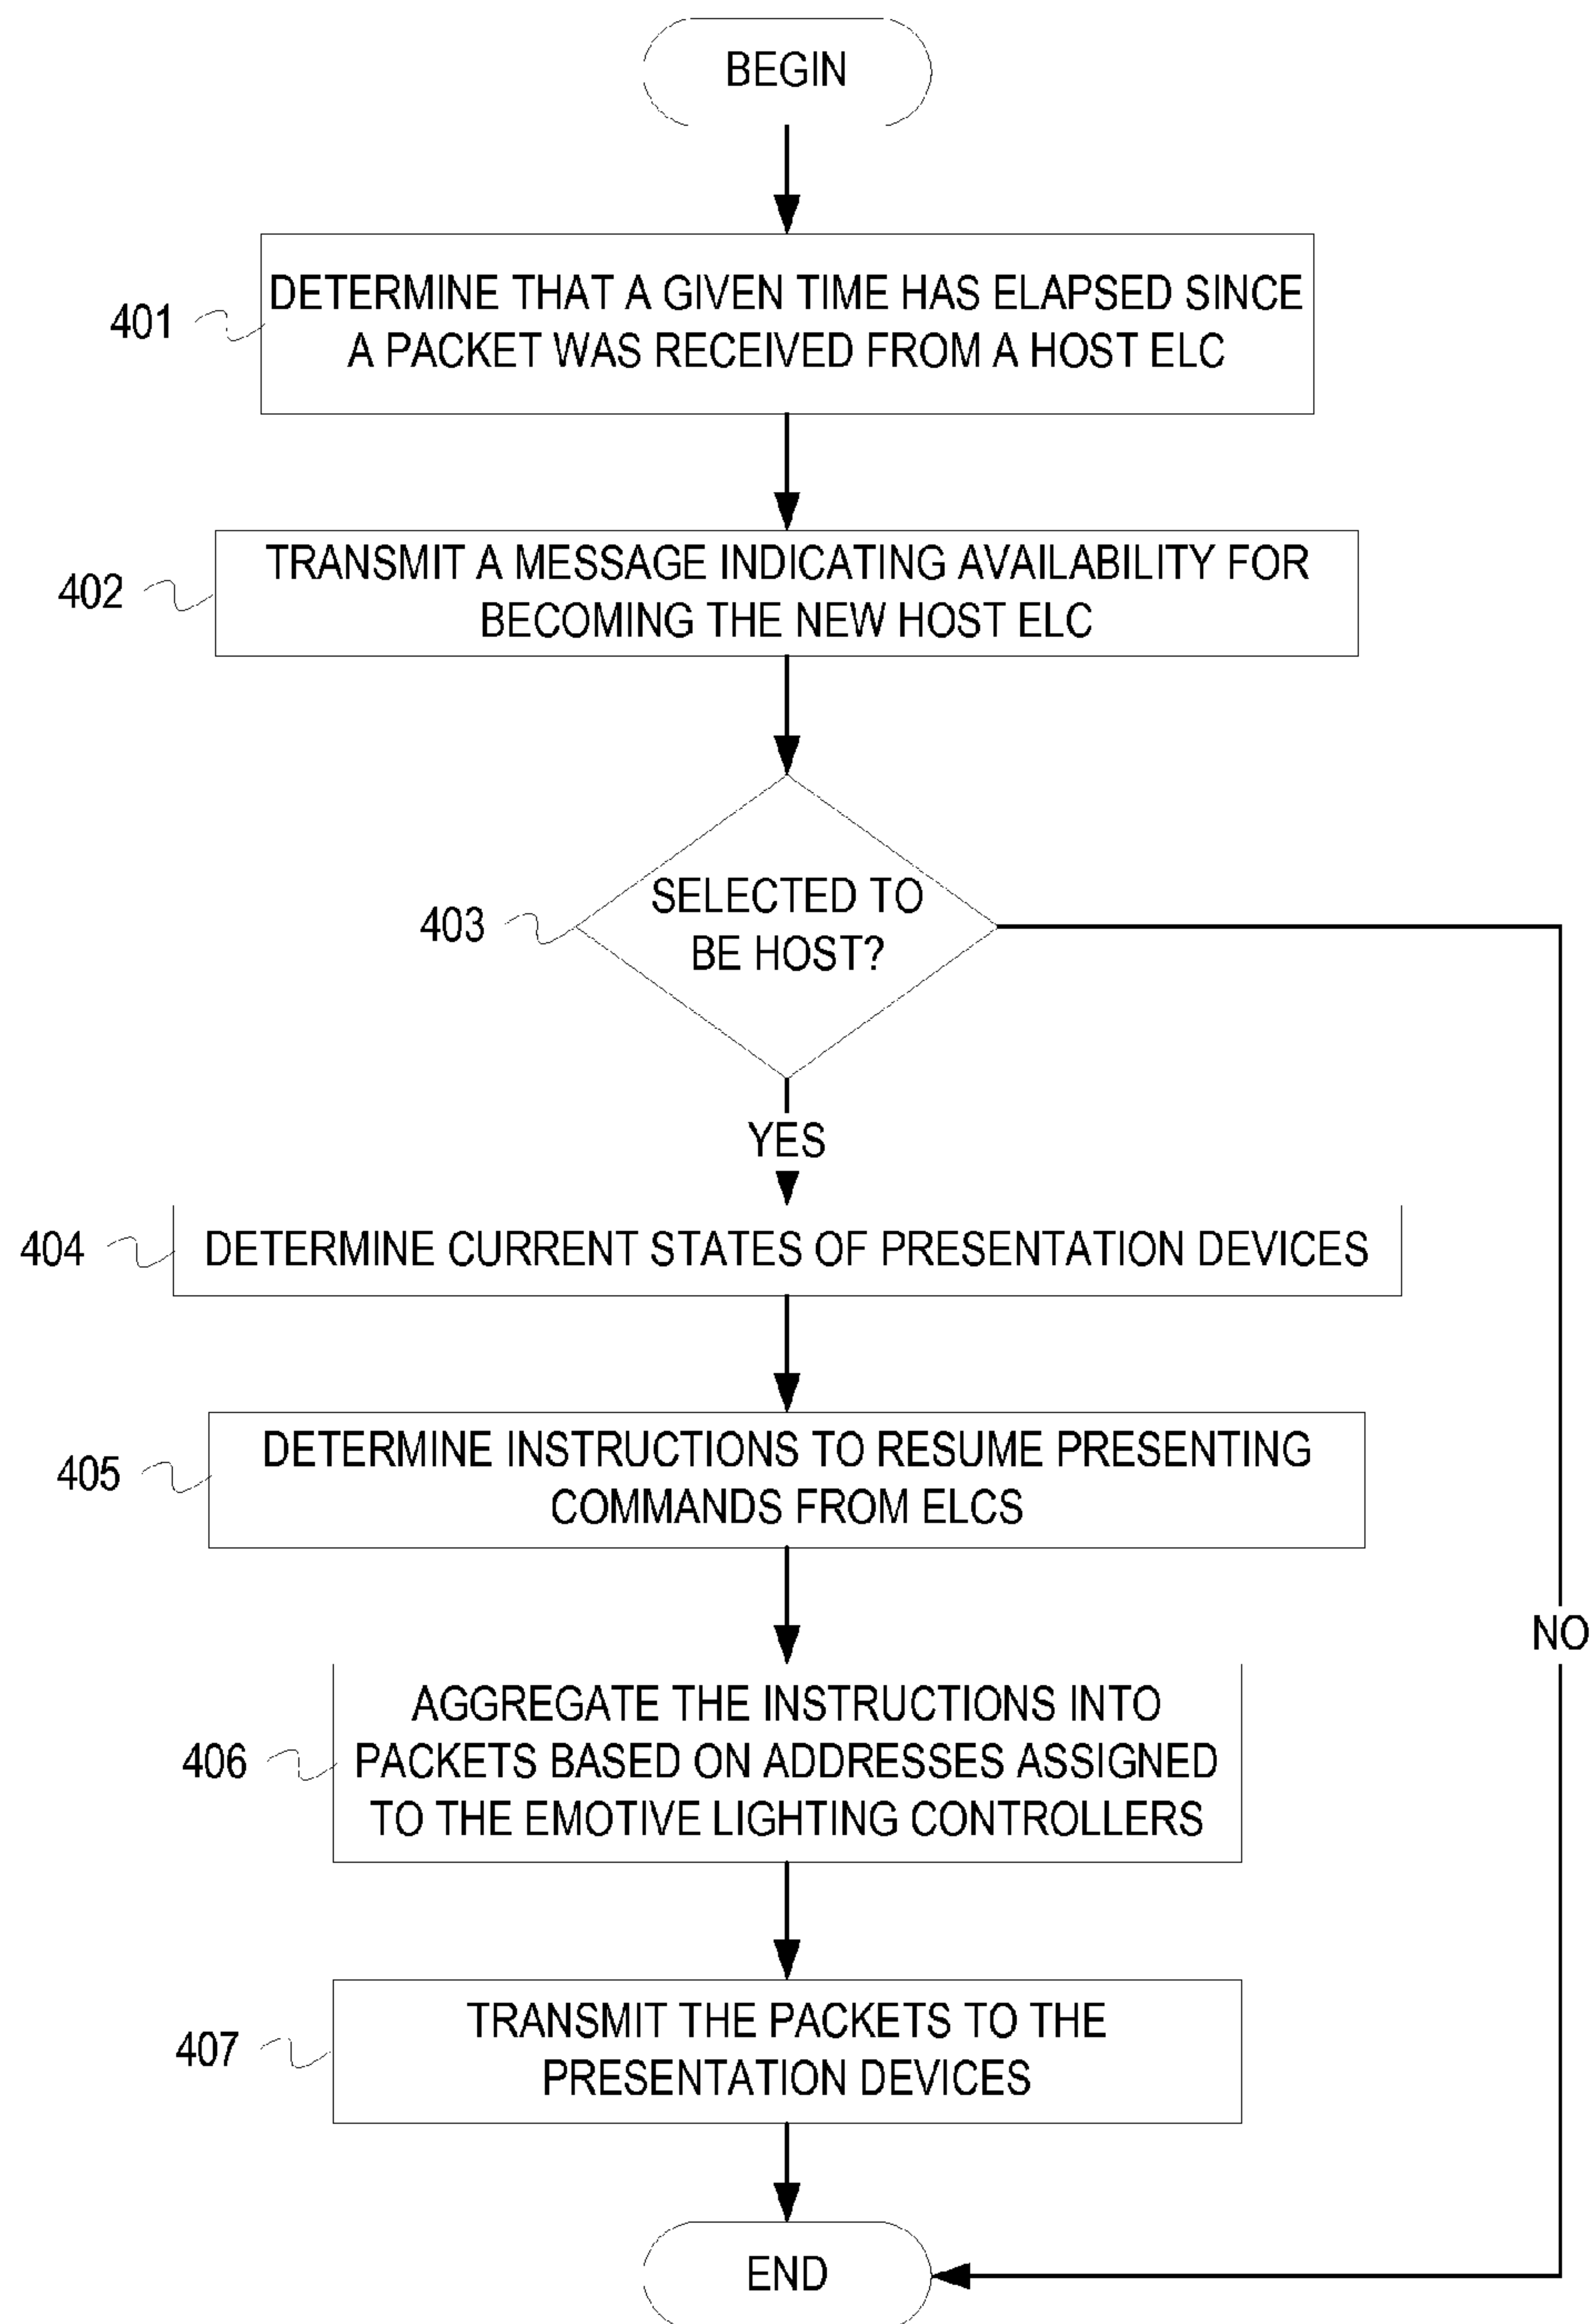 BEGIN
401
DETERMINE THAT A GIVEN TIME HAS ELAPSED SINCE
A PACKET WAS RECEIVED FROM A HOST ELC
402
TRANSMIT A MESSAGE INDICATING AVAILABILITY FOR
BECOMING THE NEW HOST ELC
403
SELECTED TO
BE HOST?
YES
404
DETERMINE CURRENT STATES OF PRESENTATION DEVICES
405
DETERMINE INSTRUCTIONS TO RESUME PRESENTING
COMMANDS FROM ELCS
NO
406
AGGREGATE THE INSTRUCTIONS INTO
PACKETS BASED ON ADDRESSES ASSIGNED
TO THE EMOTIVE LIGHTING CONTROLLERS
407
TRANSMIT THE PACKETS TO THE
PRESENTATION DEVICES
END